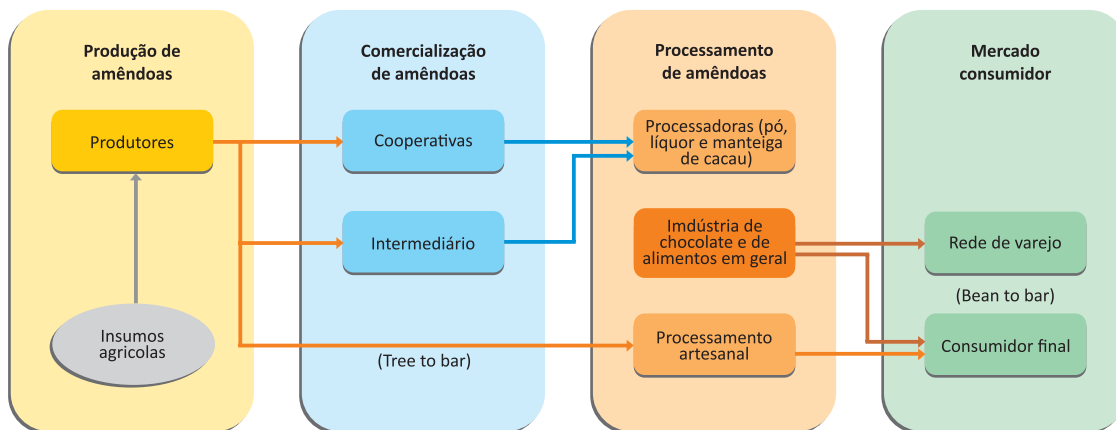 Produção de
amêndoas
Produtores
Insumos
agricolas
Comercialização
de amêndoas
Cooperativas
Intermediário
(Tree to bar)
Processamento
de amêndoas
Processadoras (pó,
líquor e manteiga
de cacau)
Imdústria de
chocolate e de
alimentos em geral
Processamento
artesanal
Mercado
consumidor
Rede de varejo
(Bean to bar)
Consumidor final